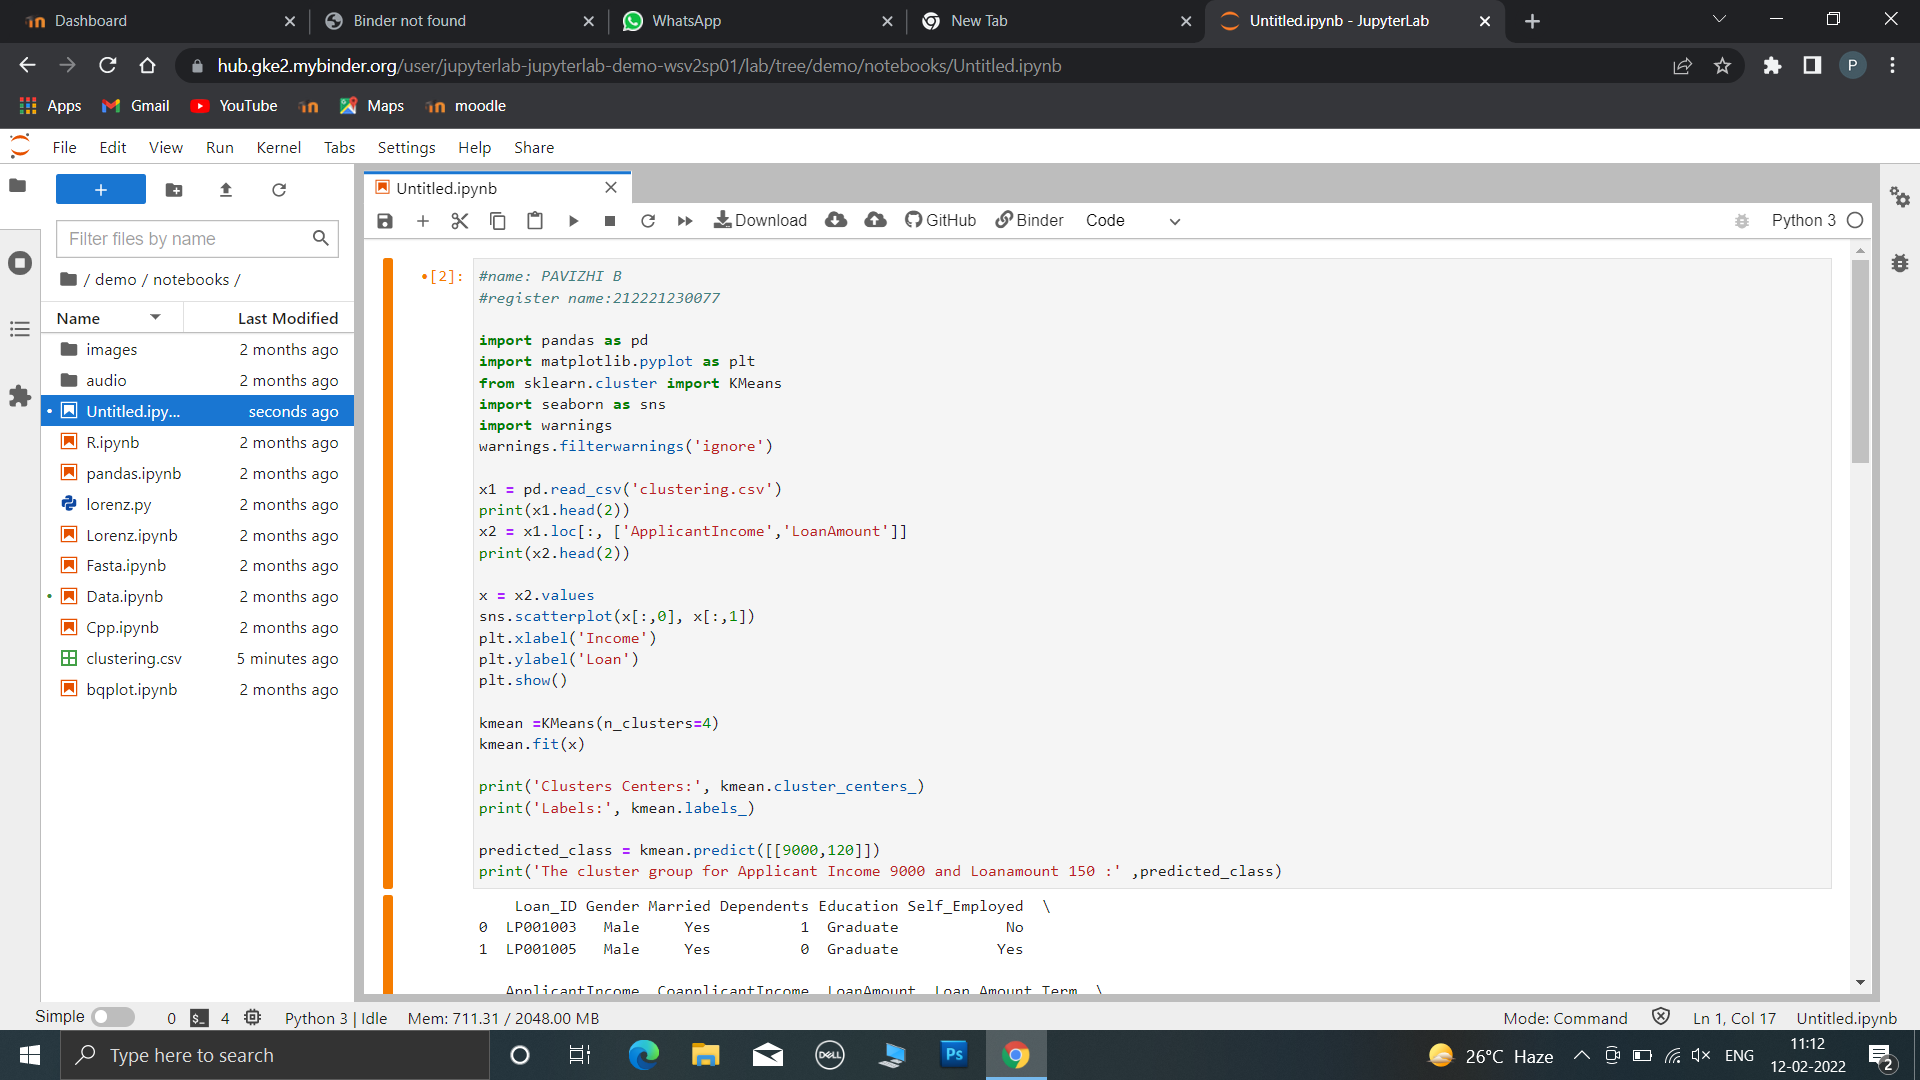 Dashboard
Binder not found
WhatsApp
New Tab
Untitled.ipynb - JupyterLab
hub.gke2.mybinder.org/user/jupyterlab-jupyterlab-demo-wsv2sp01/lab/tree/demo/notebooks/Untitled.ipynb
P
Apps
Gmail
YouTube
Maps
moodle
File Edit View Run Kernel Tabs Settings Help Share
Filter files by name
/ demo / notebooks /
Name Last Modified
images 2 months ago
audio 2 months ago
Untitled.ipy... seconds ago
R.ipynb 2 months ago
pandas.ipynb 2 months ago
lorenz.py 2 months ago
Lorenz.ipynb 2 months ago
Fasta.ipynb 2 months ago
Data.ipynb 2 months ago
Cpp.ipynb 2 months ago
clustering.csv 5 minutes ago
bqplot.ipynb 2 months ago
Untitled.ipynb
Download GitHub Binder Code Python 3
[2]:
#name: PAVIZHI B
#register name:212221230077
import pandas as pd
import matplotlib.pyplot as plt
from sklearn.cluster import KMeans
import seaborn as sns
import warnings
warnings.filterwarnings('ignore')
x1 = pd.read_csv('clustering.csv')
print(x1.head(2))
x2 = x1.loc[:, ['ApplicantIncome','LoanAmount']]
print(x2.head(2))
x = x2.values
sns.scatterplot(x[:,0], x[:,1])
plt.xlabel('Income')
plt.ylabel('Loan')
plt.show()
kmean =KMeans(n_clusters=4)
kmean.fit(x)
print('Clusters Centers:', kmean.cluster_centers_)
print('Labels:', kmean.labels_)
predicted_class = kmean.predict([[9000,120]])
print('The cluster group for Applicant Income 9000 and Loanamount 150 :' ,predicted_class)
Loan_ID Gender Married Dependents Education Self_Employed \
0 LP001003 Male Yes 1 Graduate No
1 LP001005 Male Yes 0 Graduate Yes
ApplicantIncome CoapplicantIncome LoanAmount Loan_Amount_Term \
Simple 0 4 Python 3 | Idle Mem: 711.31 / 2048.00 MB Mode: Command Ln 1, Col 17 Untitled.ipynb
Type here to search
DELL
Ps
26°C Haze
ENG
11:12
12-02-2022
2